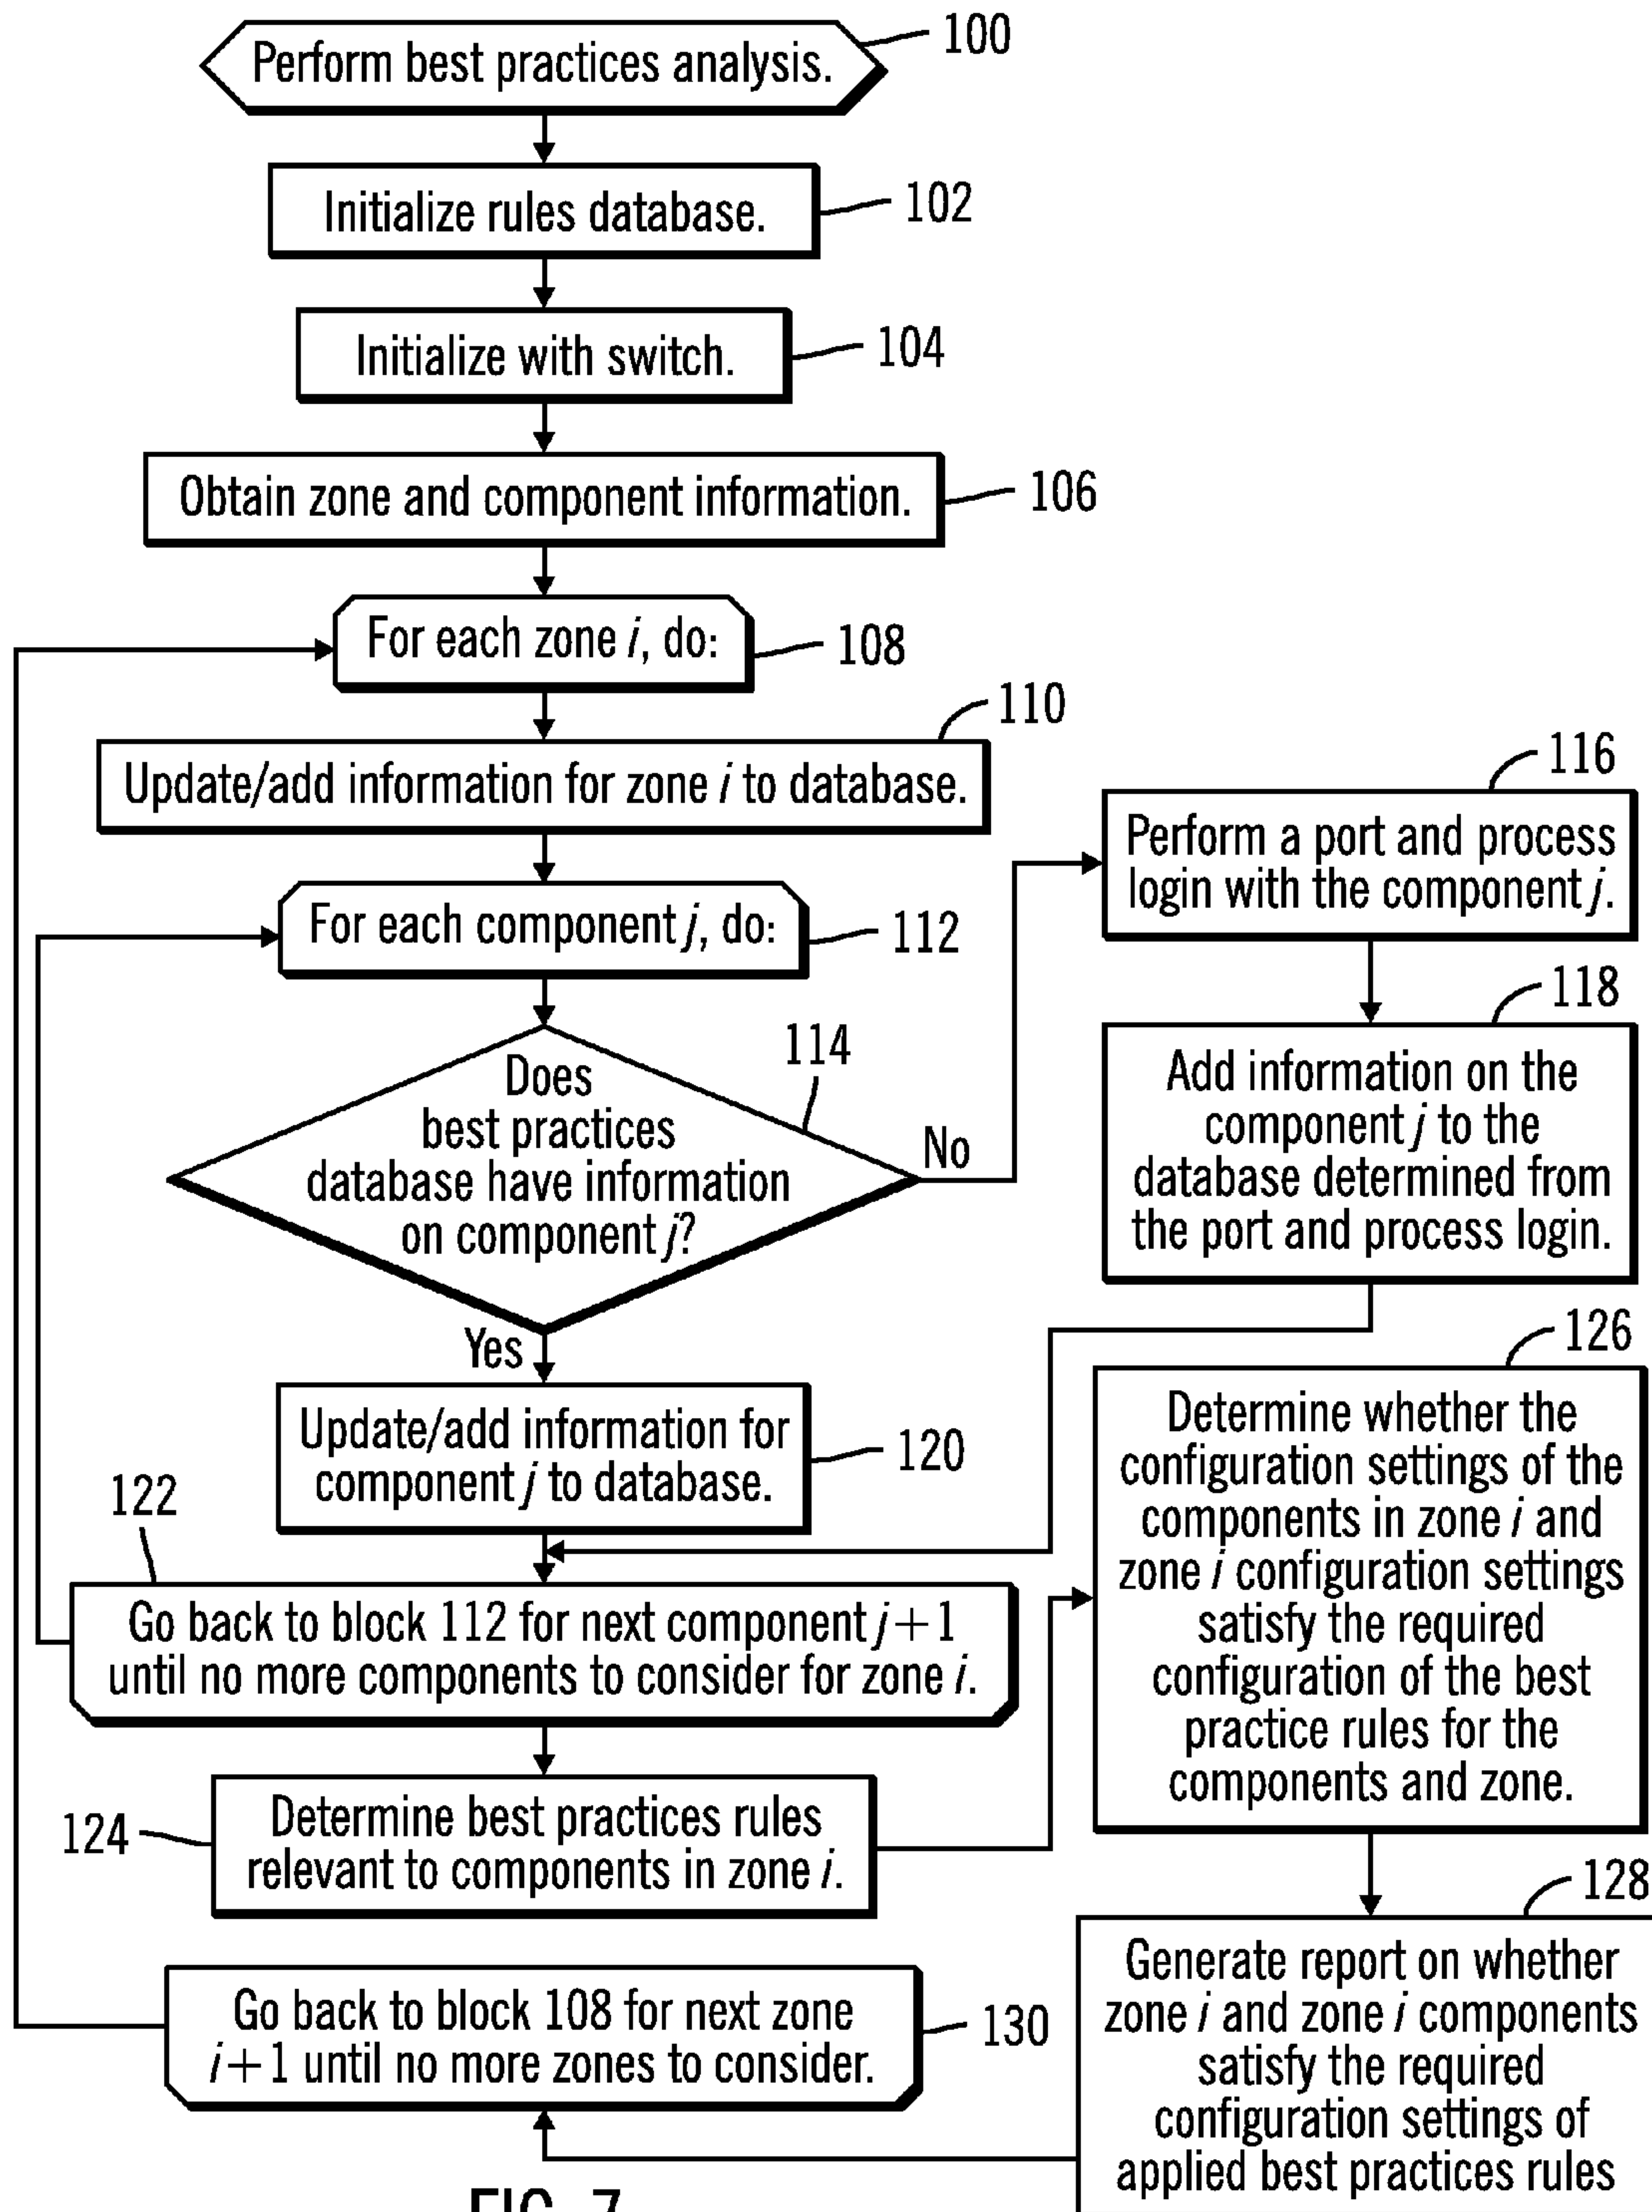 Perform best practices analysis.
100
Initialize rules database.
102
Initialize with switch.
104
Obtain zone and component information.
106
For each zone i, do:
108
110
Update/add information for zone i to database.
For each component j, do:
112
114
Does
best practices
database have information
on component j?
No
Yes
116
Perform a port and process
login with the component j.
118
Add information on the
component j to the
database determined from
the port and process login.
Update/add information for
component j to database.
120
122
Go back to block 112 for next component j+1
until no more components to consider for zone i.
124
Determine best practices rules
relevant to components in zone i.
126
Determine whether the
configuration settings of the
components in zone i and
zone i configuration settings
satisfy the required
configuration of the best
practice rules for the
components and zone.
128
Generate report on whether
zone i and zone i components
satisfy the required
configuration settings of
applied best practices rules
Go back to block 108 for next zone
i+1 until no more zones to consider.
130
FIG. 7